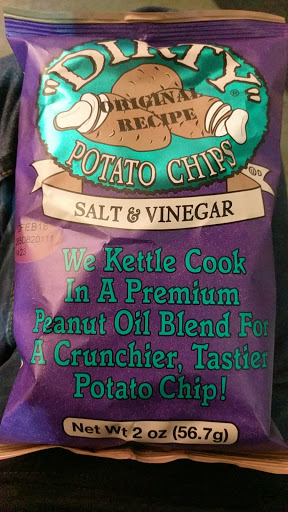 "DIRTY"®
ORIGINAL
RECIPE
POTATO CHIPS
SALT & VINEGAR
We Kettle Cook
In A Premium
Peanut Oil Blend For
A Crunchier, Tastier
Potato Chip!
Net Wt 2 oz (56.7g)